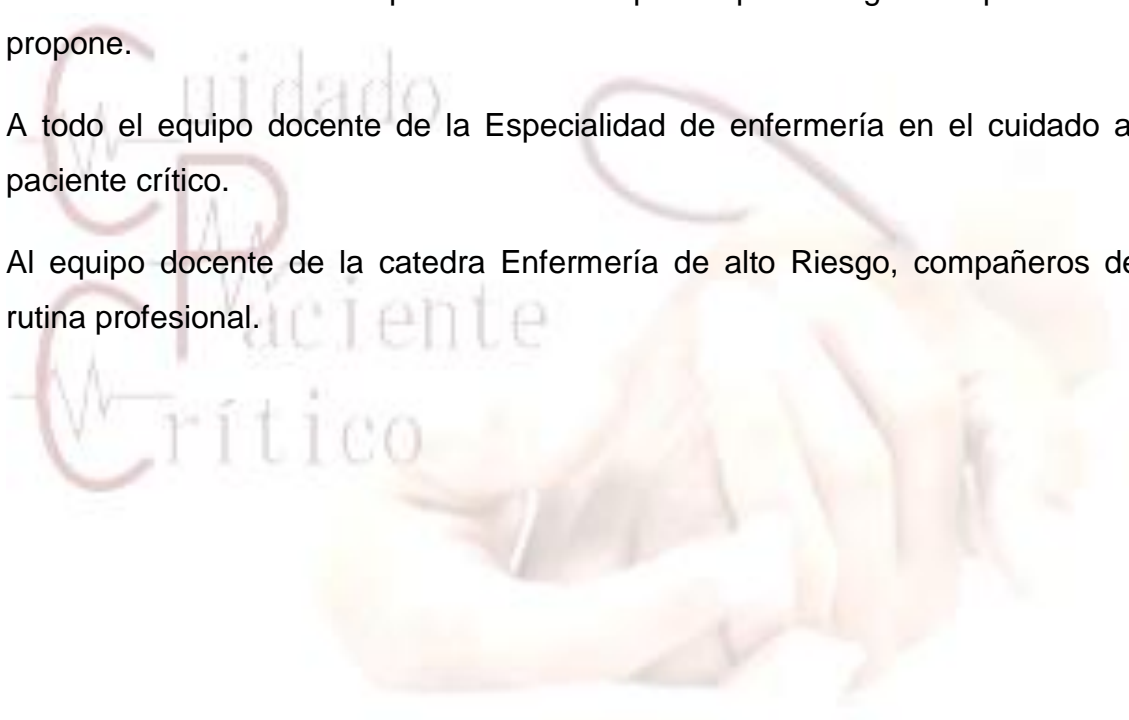 propone.
A todo el equipo docente de la Especialidad de enfermería en el cuidado a
paciente crítico.
Al equipo docente de la catedra Enfermería de alto Riesgo, compañeros de
rutina profesional.
Cuidado
Paciente
Crítico